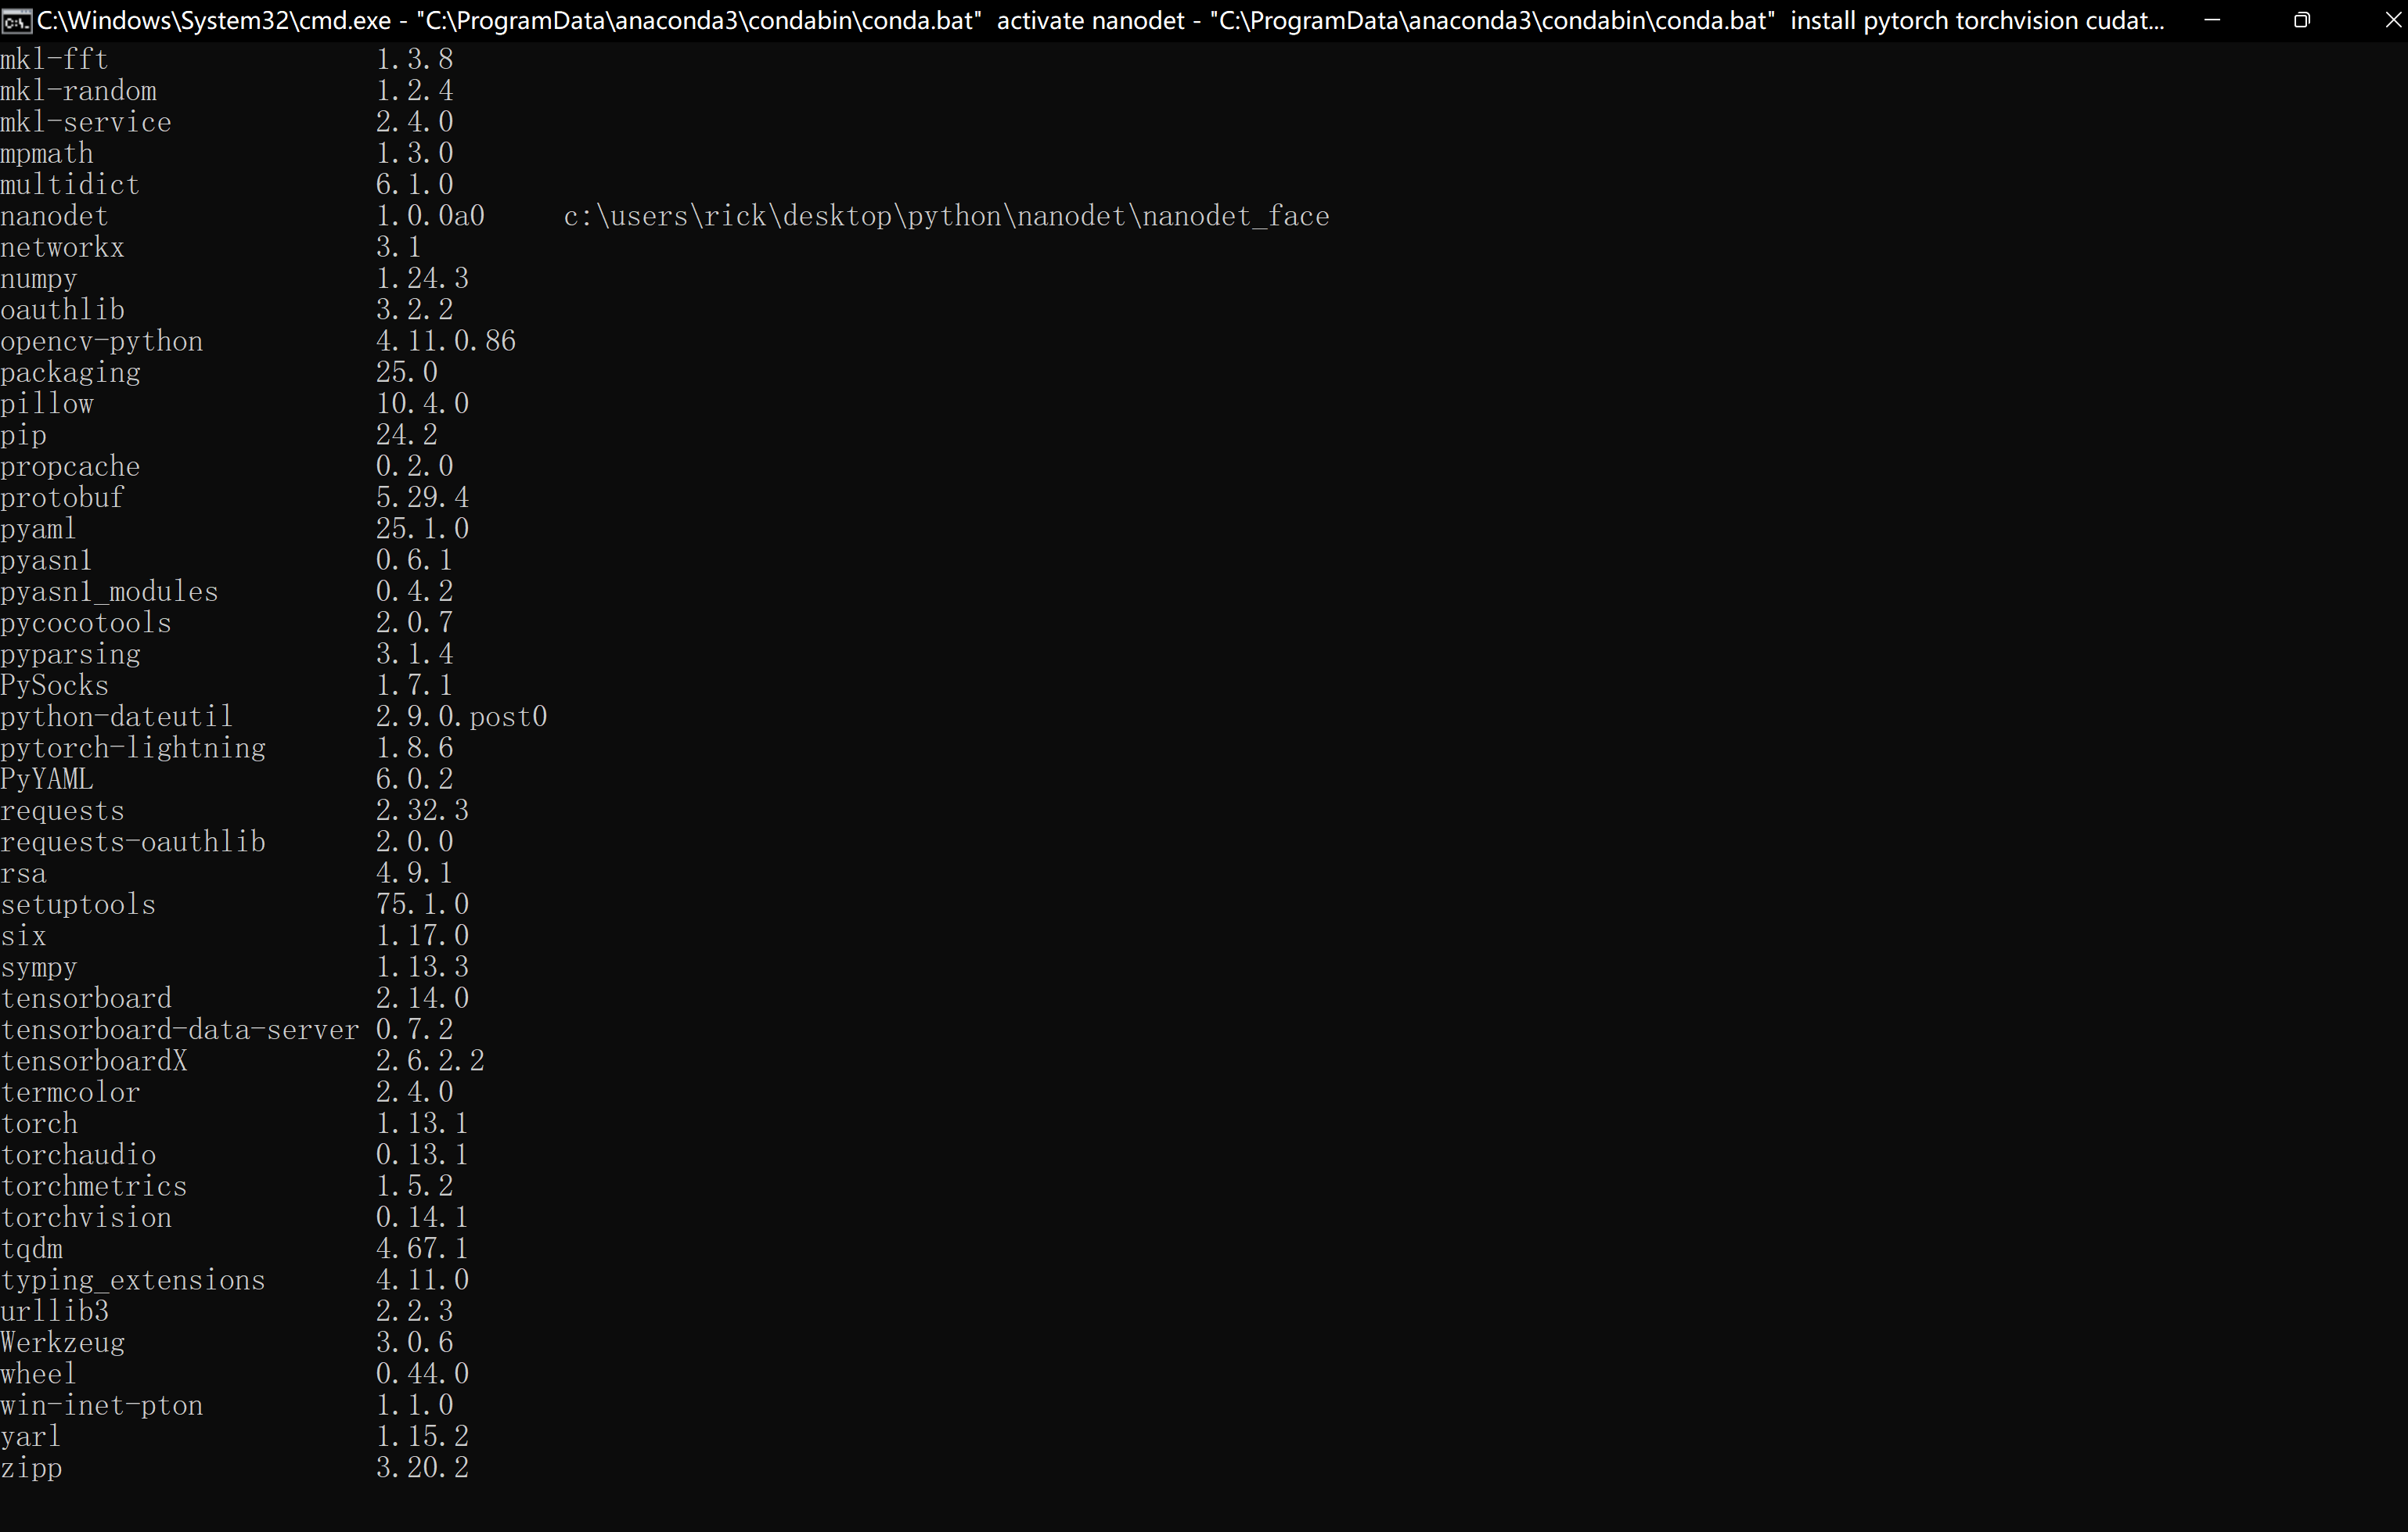 C:\Windows\System32\cmd.exe - "C:\ProgramData\anaconda3\condabin\conda.bat"  activate nanodet - "C:\ProgramData\anaconda3\condabin\conda.bat"  install pytorch torchvision cudat...
mkl-fft 1.3.8
mkl-random 1.2.4
mkl-service 2.4.0
mpmath 1.3.0
multidict 6.1.0
nanodet 1.0.0a0 c:\users\rick\desktop\python\nanodet\nanodet_face
networkx 3.1
numpy 1.24.3
oauthlib 3.2.2
opencv-python 4.11.0.86
packaging 25.0
pillow 10.4.0
pip 24.2
propcache 0.2.0
protobuf 5.29.4
pyaml 25.1.0
pyasn1 0.6.1
pyasn1_modules 0.4.2
pycocotools 2.0.7
pyparsing 3.1.4
PySocks 1.7.1
python-dateutil 2.9.0.post0
pytorch-lightning 1.8.6
PyYAML 6.0.2
requests 2.32.3
requests-oauthlib 2.0.0
rsa 4.9.1
setuptools 75.1.0
six 1.17.0
sympy 1.13.3
tensorboard 2.14.0
tensorboard-data-server 0.7.2
tensorboardX 2.6.2.2
termcolor 2.4.0
torch 1.13.1
torchaudio 0.13.1
torchmetrics 1.5.2
torchvision 0.14.1
tqdm 4.67.1
typing_extensions 4.11.0
urllib3 2.2.3
Werkzeug 3.0.6
wheel 0.44.0
win-inet-pton 1.1.0
yarl 1.15.2
zipp 3.20.2